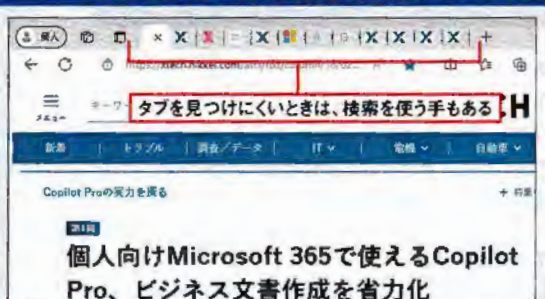 個人
タブを見つけにくいときは、検索を使う手もある
メニュー
新着 トラブル 調査／データ IT 電機 自動車
Copilot Proの実力を探る
第1回
個人向けMicrosoft 365で使えるCopilot
Pro、ビジネス文書作成を省力化